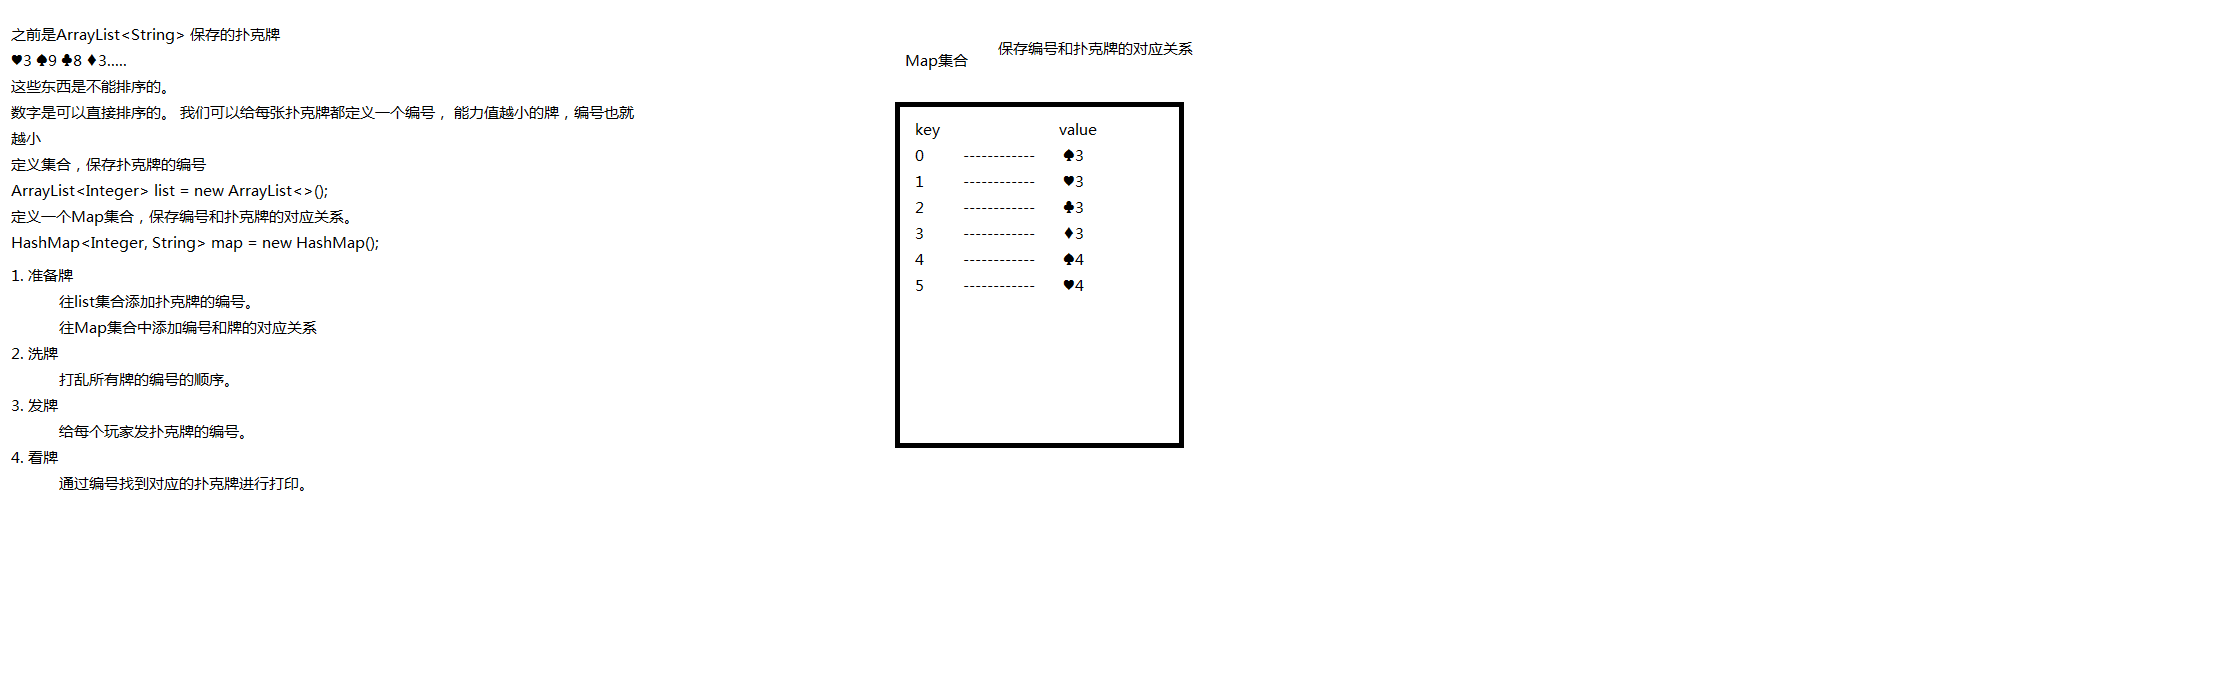 之前是ArrayList<String> 保存的扑克牌
♥3 ♠9 ♣8 ♦3.....
这些东西是不能排序的。
数字是可以直接排序的。 我们可以给每张扑克牌都定义一个编号， 能力值越小的牌，编号也就
越小
定义集合，保存扑克牌的编号
ArrayList<Integer> list = new ArrayList<>();
定义一个Map集合，保存编号和扑克牌的对应关系。
HashMap<Integer, String> map = new HashMap();
1. 准备牌
往list集合添加扑克牌的编号。
往Map集合中添加编号和牌的对应关系
2. 洗牌
打乱所有牌的编号的顺序。
3. 发牌
给每个玩家发扑克牌的编号。
4. 看牌
通过编号找到对应的扑克牌进行打印。
保存编号和扑克牌的对应关系
Map集合
key value
0 ------------ ♠3
1 ------------ ♥3
2 ------------ ♣3
3 ------------ ♦3
4 ------------ ♠4
5 ------------ ♥4